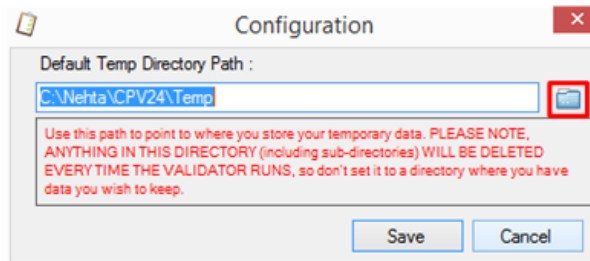 Configuration
Default Temp Directory Path :
C:\Nehta\CPV24\Temp
Use this path to point to where you store your temporary data. PLEASE NOTE,
ANYTHING IN THIS DIRECTORY (including sub-directories) WILL BE DELETED
EVERY TIME THE VALIDATOR RUNS, so don't set it to a directory where you have
data you wish to keep.
Save
Cancel